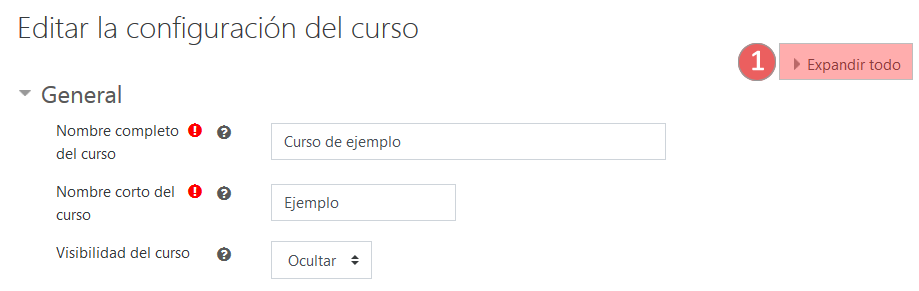 Editar la configuración del curso
1 Expandir todo
General
Nombre completo
del curso
Curso de ejemplo
Nombre corto del
curso
Ejemplo
Visibilidad del curso
Ocultar